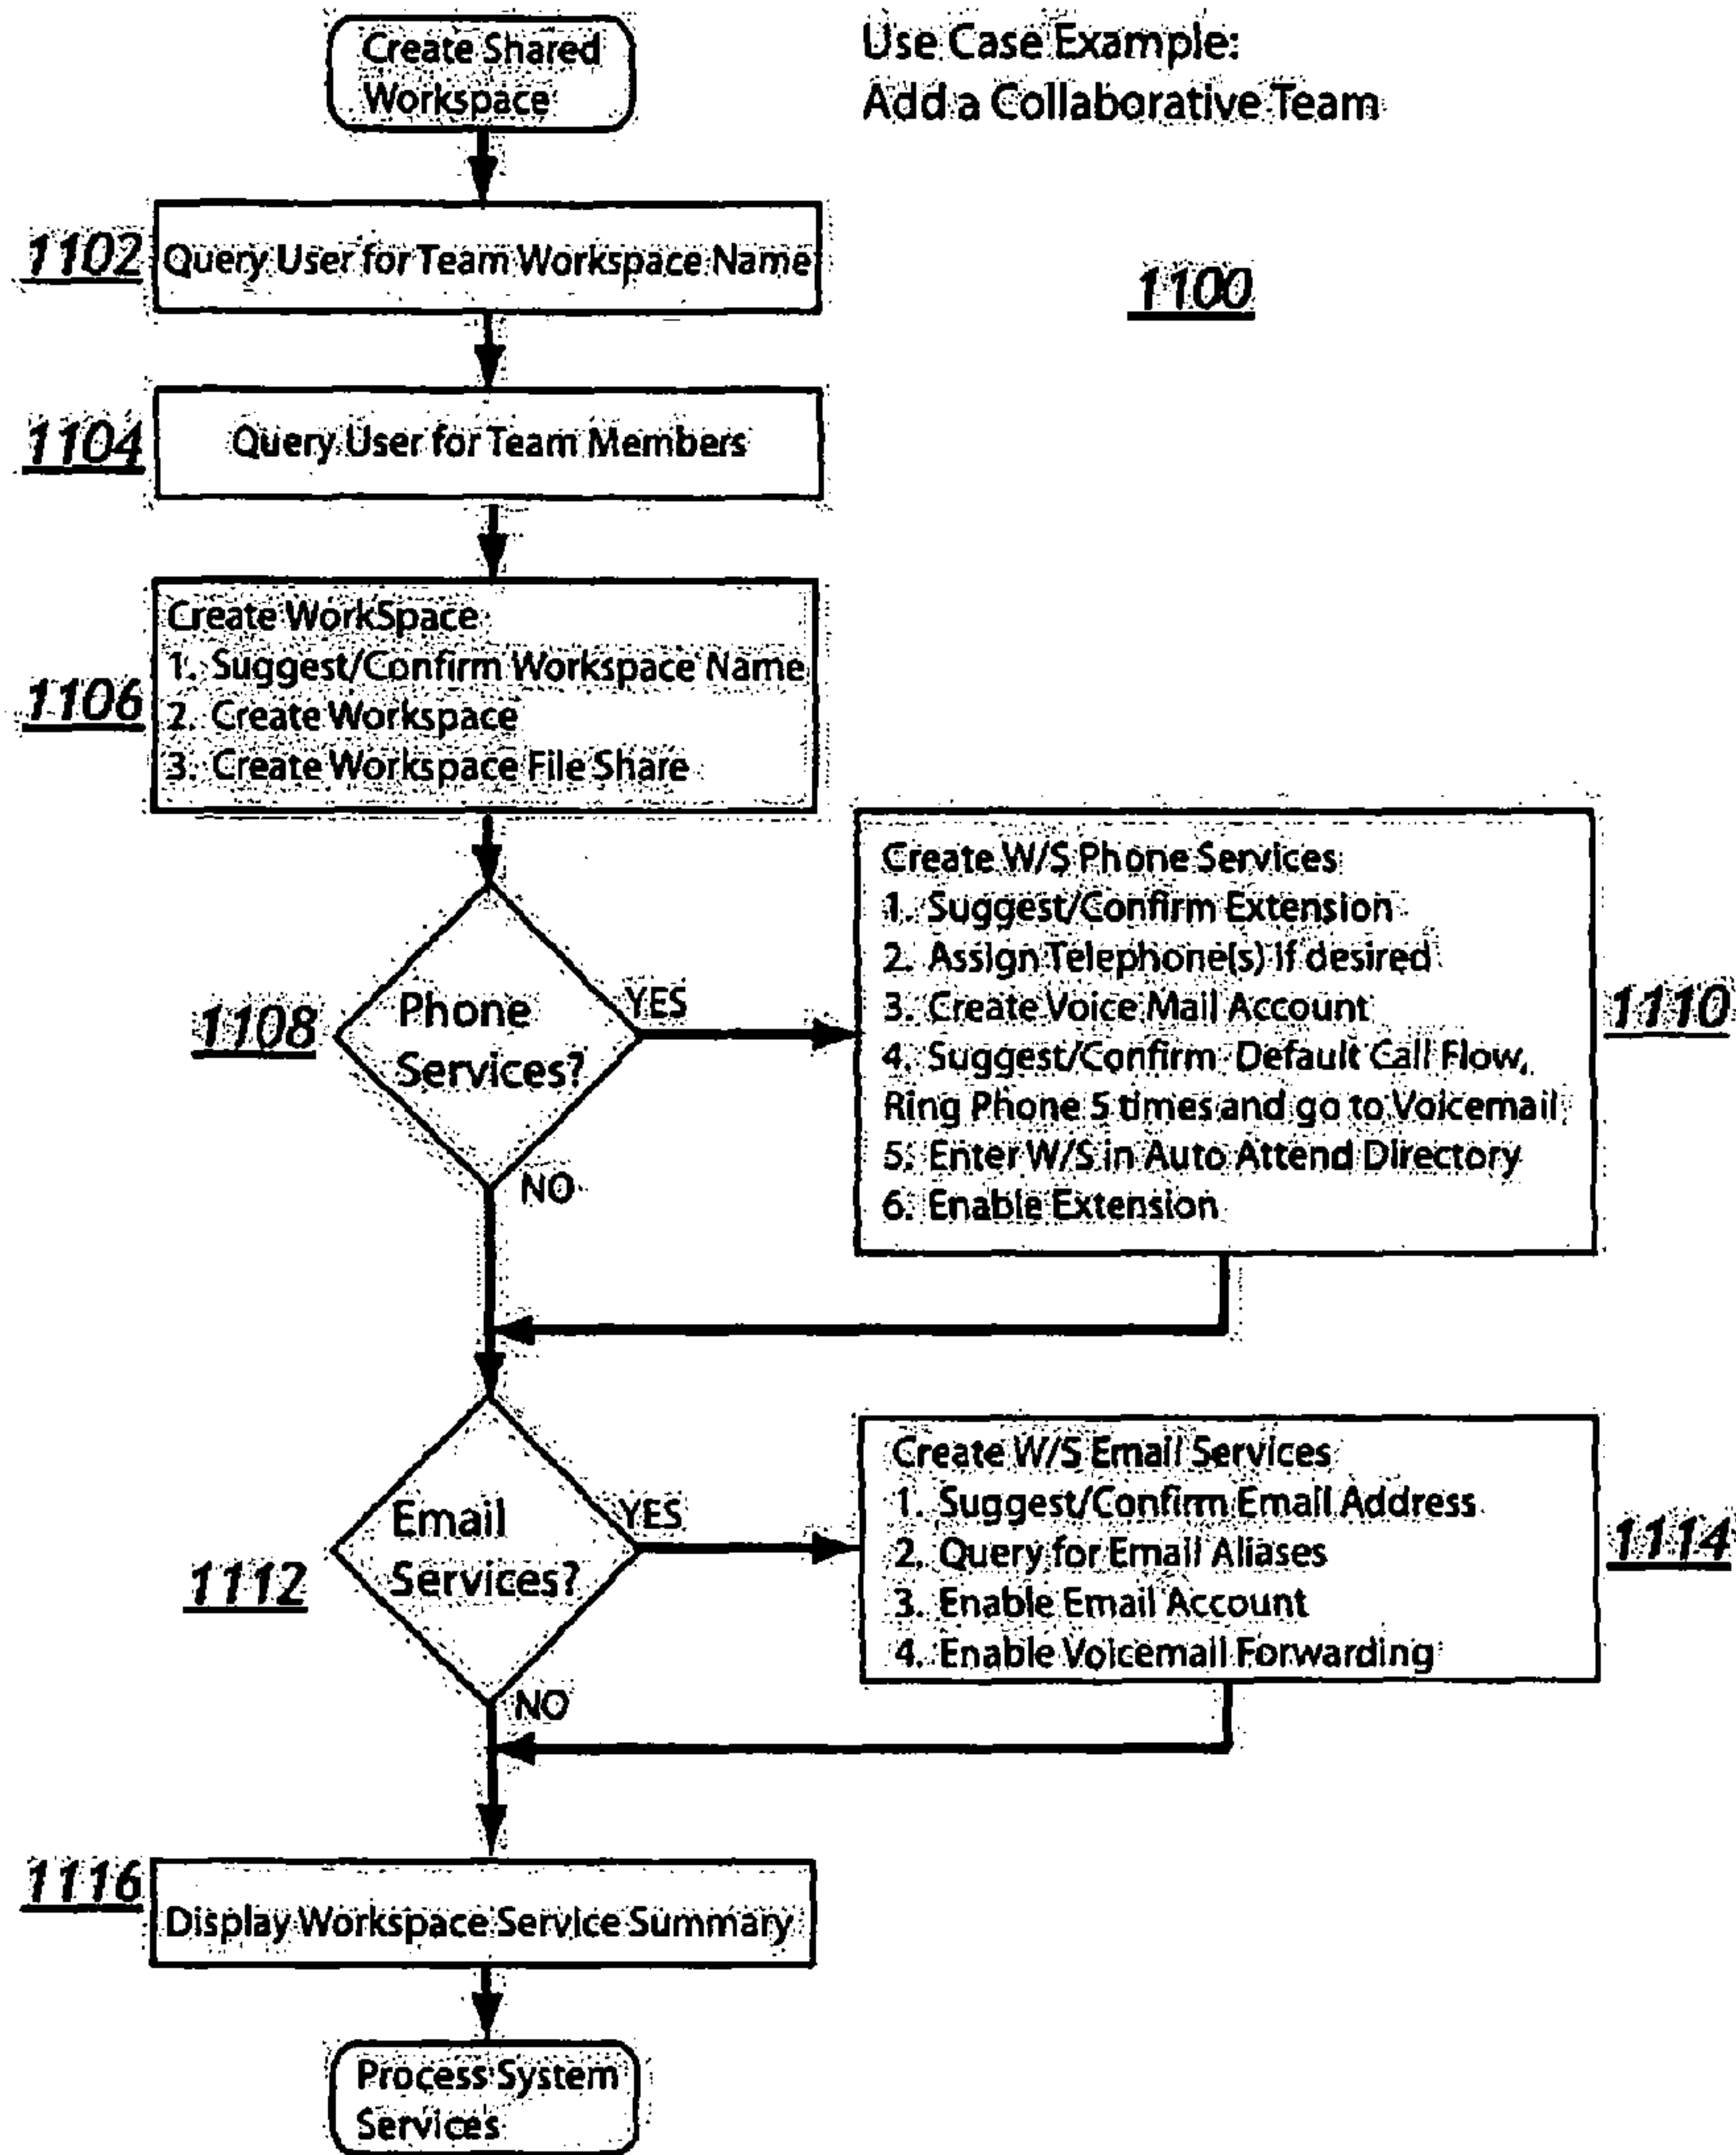 Create Shared
Workspace
Use Case Example:
Add a Collaborative Team
1102
Query User for Team Workspace Name
1100
1104
Query User for Team Members
1106
Create WorkSpace
1. Suggest/Confirm Workspace Name
2. Create Workspace
3. Create Workspace File Share
1108
Phone
Services?
YES
NO
Create W/S Phone Services
1. Suggest/Confirm Extension
2. Assign Telephone(s) if desired
3. Create Voice Mail Account
4. Suggest/Confirm Default Call Flow,
Ring Phone 5 times and go to Voicemail
5. Enter W/S in Auto Attend Directory
6. Enable Extension
1110
1112
Email
Services?
YES
NO
Create W/S Email Services
1. Suggest/Confirm Email Address
2. Query for Email Aliases
3. Enable Email Account
4. Enable Voicemail Forwarding
1114
1116
Display Workspace Service Summary
Process System
Services